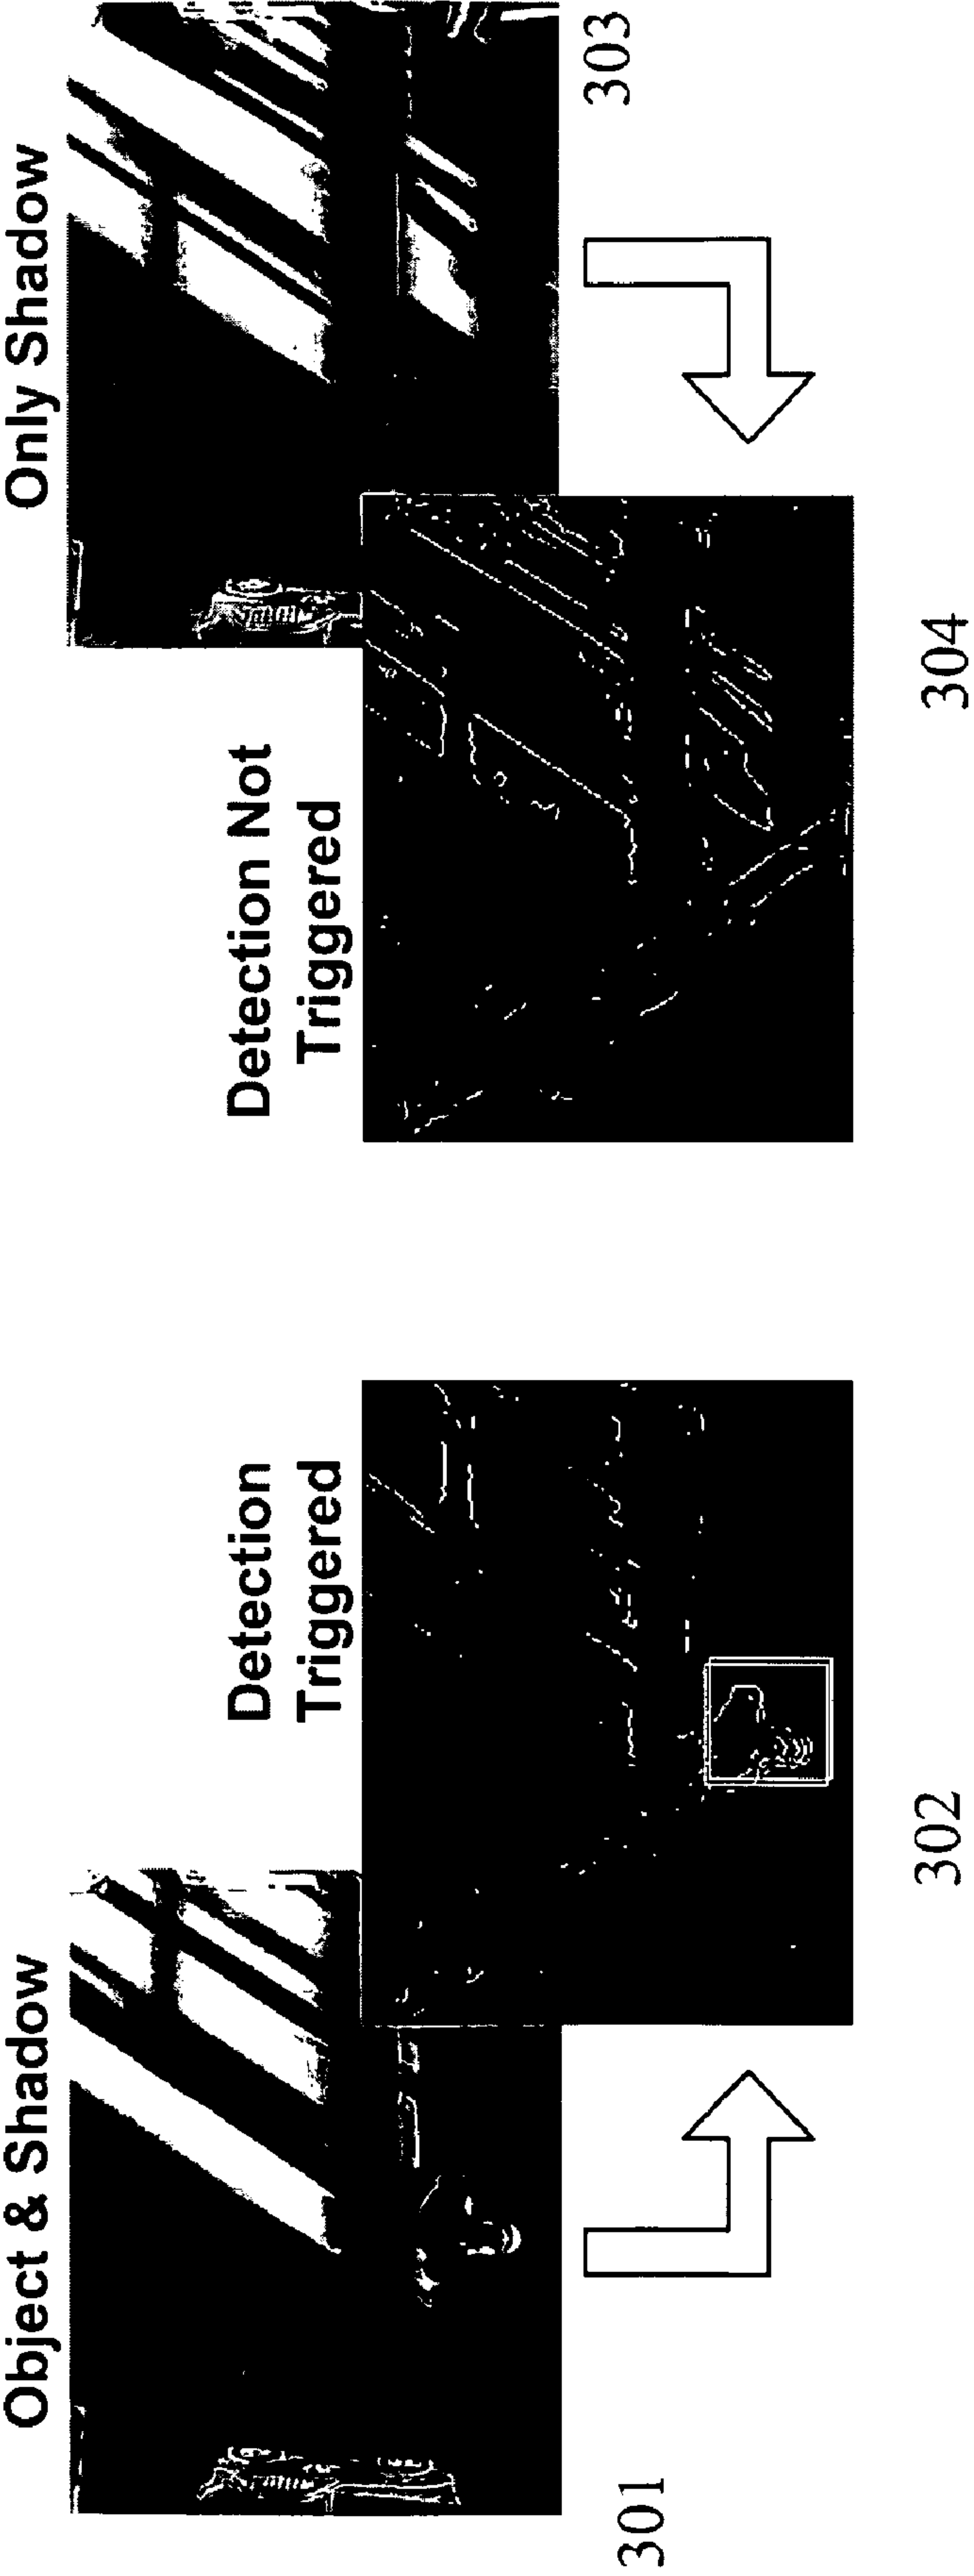 Object & Shadow
Detection
Triggered
301
302
Only Shadow
Detection Not
Triggered
303
304